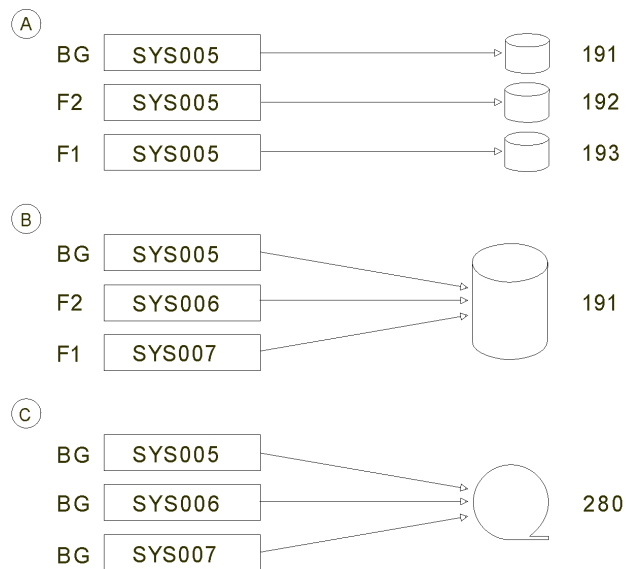 A
BG SYS005 191
F2 SYS005 192
F1 SYS005 193
B
BG SYS005
F2 SYS006 191
F1 SYS007
C
BG SYS005
BG SYS006 280
BG SYS007